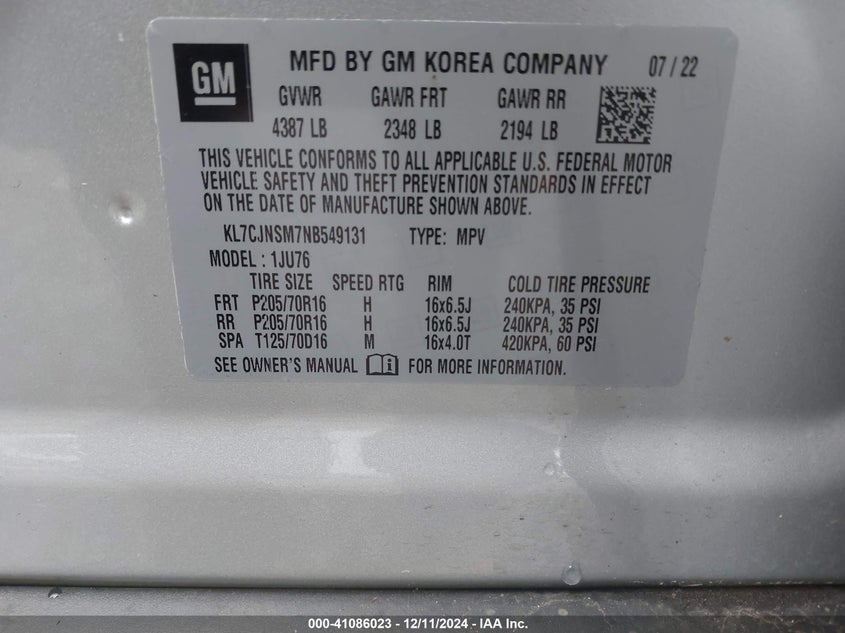 GM
MFD BY GM KOREA COMPANY 07 / 22
GVWR GAWR FRT GAWR RR
4387 LB 2348 LB 2194 LB
THIS VEHICLE CONFORMS TO ALL APPLICABLE U.S. FEDERAL MOTOR
VEHICLE SAFETY AND THEFT PREVENTION STANDARDS IN EFFECT
ON THE DATE OF MANUFACTURE SHOWN ABOVE.
KL7CJNSM7NB549131 TYPE: MPV
MODEL : 1JU76
TIRE SIZE SPEED RTG RIM COLD TIRE PRESSURE
FRT P205/70R16 H 16x6.5J 240KPA, 35 PSI
RR P205/70R16 H 16x6.5J 240KPA, 35 PSI
SPA T125/70D16 M 16x4.0T 420KPA, 60 PSI
SEE OWNER'S MANUAL FOR MORE INFORMATION.
000-41086023 - 12/11/2024 - IAA Inc.